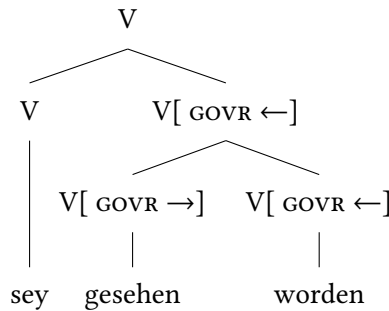 V
V V[ GOVR ←]
V[ GOVR →] V[ GOVR ←]
sey gesehen worden